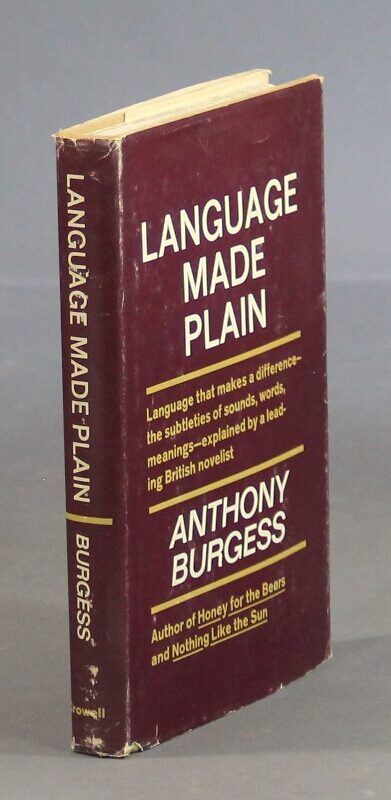 LANGUAGE MADE PLAIN
BURGESS
rowell
LANGUAGE
MADE
PLAIN
Language that makes a difference—
the subtleties of sounds, words,
meanings—explained by a lead-
ing British novelist
ANTHONY
BURGESS
Author of Honey for the Bears
and Nothing Like the Sun